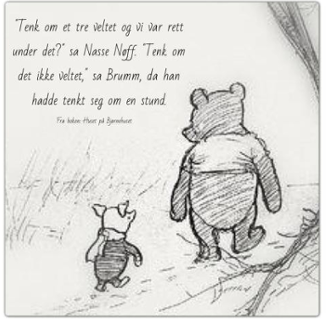 "Tenk om et tre veltet og vi var rett
under det?" sa Nasse Nøff. "Tenk om
det ikke veltet," sa Brumm, da han
hadde tenkt seg om en stund.
Fra boken: Huset på Bjørnehaug